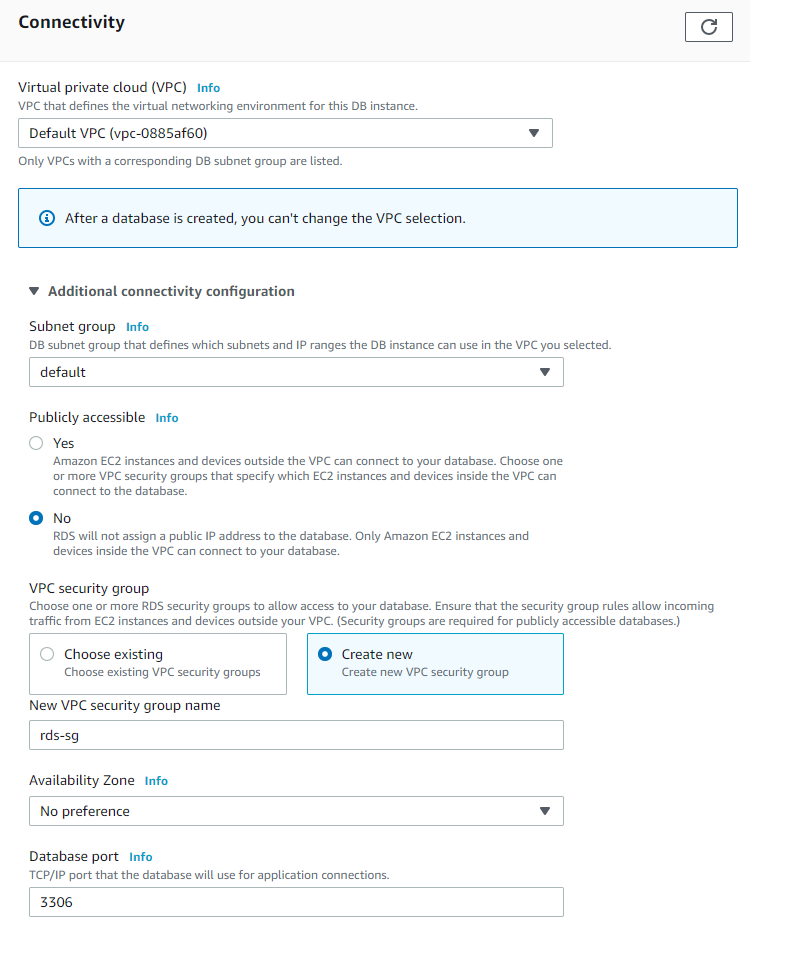 Connectivity
Virtual private cloud (VPC) Info
VPC that defines the virtual networking environment for this DB instance.
Default VPC (vpc-0885af60)
Only VPCs with a corresponding DB subnet group are listed.
After a database is created, you can't change the VPC selection.
Additional connectivity configuration
Subnet group Info
DB subnet group that defines which subnets and IP ranges the DB instance can use in the VPC you selected.
default
Publicly accessible Info
Yes
Amazon EC2 instances and devices outside the VPC can connect to your database. Choose one
or more VPC security groups that specify which EC2 instances and devices inside the VPC can
connect to the database.
No
RDS will not assign a public IP address to the database. Only Amazon EC2 instances and
devices inside the VPC can connect to your database.
VPC security group
Choose one or more RDS security groups to allow access to your database. Ensure that the security group rules allow incoming
traffic from EC2 instances and devices outside your VPC. (Security groups are required for publicly accessible databases.)
Choose existing
Choose existing VPC security groups
Create new
Create new VPC security group
New VPC security group name
rds-sg
Availability Zone Info
No preference
Database port Info
TCP/IP port that the database will use for application connections.
3306